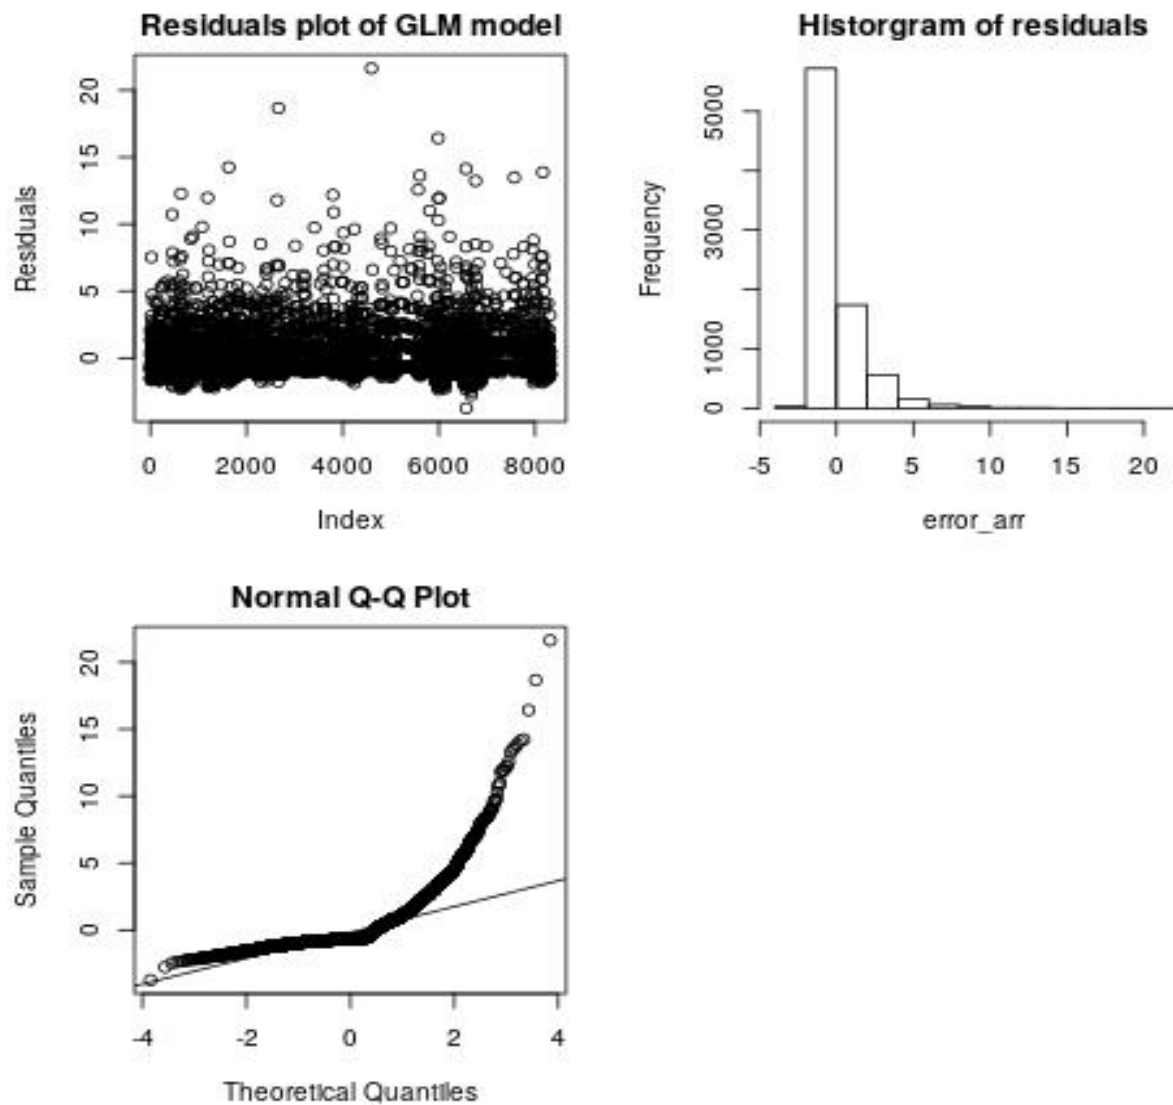 Residuals plot of GLM model
Residuals
20
15
10
5
0
0 2000 4000 6000 8000
Index
Historgram of residuals
Frequency
5000
3000
1000
0
-5 0 5 10 15 20
error_arr
Normal Q-Q Plot
Sample Quantiles
20
15
10
5
0
-4 -2 0 2 4
Theoretical Quantiles